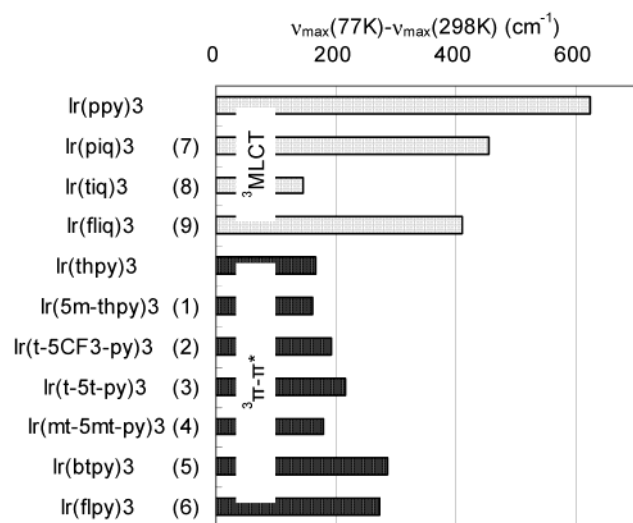 νmax(77K)-νmax(298K) (cm-1)
0 200 400 600
Ir(ppy)3
Ir(piq)3 (7)
Ir(tiq)3 (8)
Ir(fliq)3 (9)
3MLCT
Ir(thpy)3
Ir(5m-thpy)3 (1)
Ir(t-5CF3-py)3 (2)
Ir(t-5t-py)3 (3)
Ir(mt-5mt-py)3 (4)
Ir(btpy)3 (5)
Ir(flpy)3 (6)
3π-π*